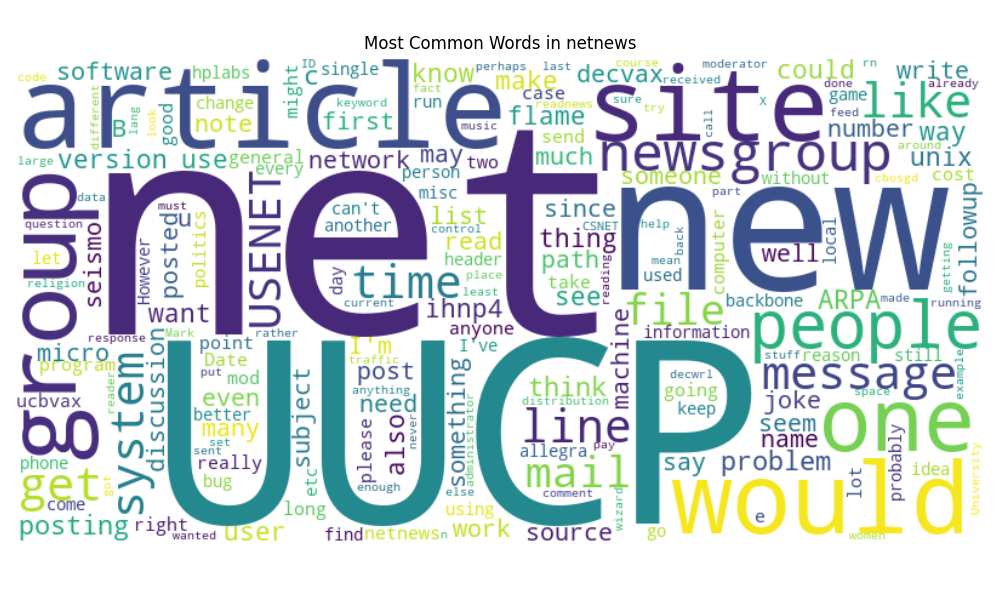 Most Common Words in netnews
code software hplabs ID single know perhaps last decvax course received moderator could rn write
article C might fact make case readnews sure try done already
different lang look good B change note keyword first run flame music send call x game feed like
site number way
large version use general network may two much newsgroup around unix
every person someone without cbosgd cost
data must u can't another misc list since CSNET help part computer well local followup
group question let religion seismo However posted politics USENET net control read header thing path back mean used new getting
day time place take see reading
want current least ihnp4 file backbone ARPA made running
response Mark rather I'm I've anyone machine information people
micro program point traffic stuff reason still example
ucbvax reader system discussion Date put mod even better subject post anything something think distribution decwrl going keep message space
UUCP need joke seem one
many set sent really bug please also never administrator line pay name
phone get got come etc enough else allegra mail comment wizard say problem lot probably idea University
posting right wanted user long find netnews n using work source go would e women